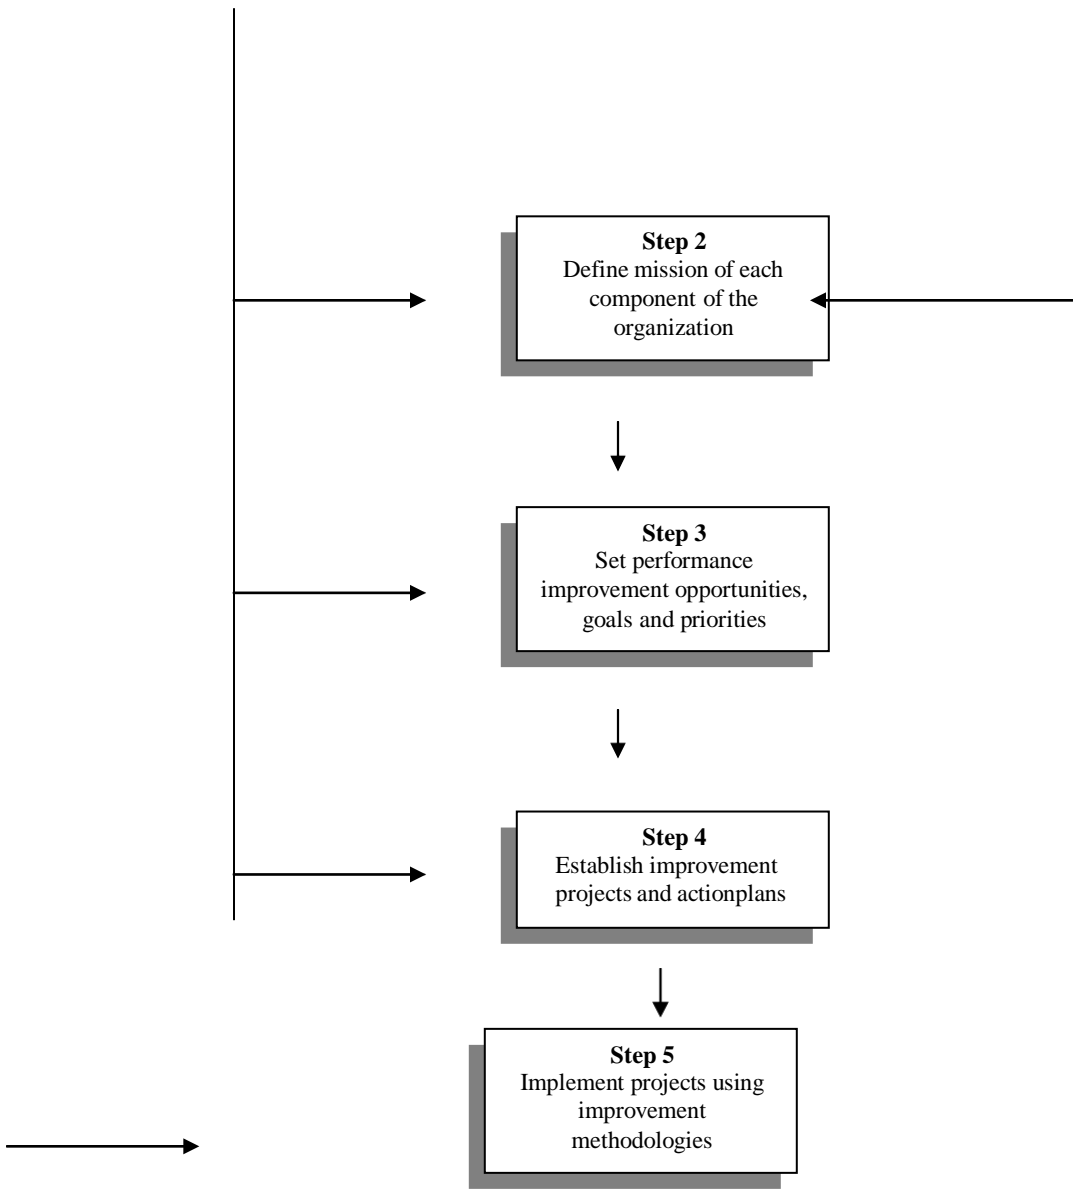 Step 2
Define mission of each
component of the
organization
Step 3
Set performance
improvement opportunities,
goals and priorities
Step 4
Establish improvement
projects and actionplans
Step 5
Implement projects using
improvement
methodologies